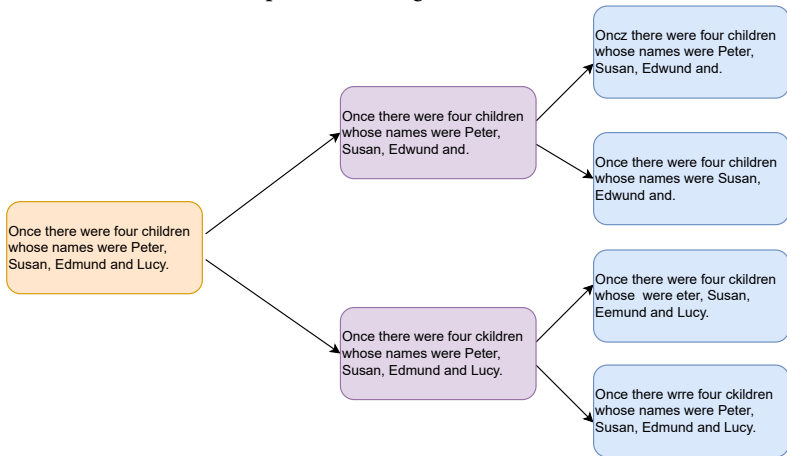 Once there were four children
whose names were Peter,
Susan, Edmund and Lucy.
Once there were four children
whose names were Peter,
Susan, Edwund and.
Once there were four ckildren
whose names were Peter,
Susan, Edmund and Lucy.
Oncz there were four children
whose names were Peter,
Susan, Edwund and.
Once there were four children
whose names were Susan,
Edwund and.
Once there were four ckildren
whose  were eter, Susan,
Eemund and Lucy.
Once there wrre four ckildren
whose names were Peter,
Susan, Edmund and Lucy.